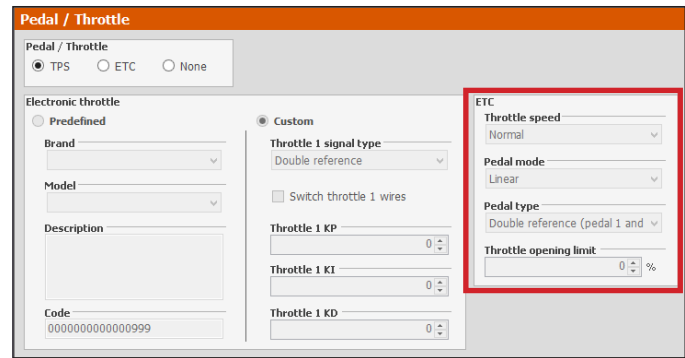 Pedal / Throttle
Pedal / Throttle
TPS ETC None
Electronic throttle
Predefined
Brand
Model
Description
Code
0000000000000999
Custom
Throttle 1 signal type
Double reference
Switch throttle 1 wires
Throttle 1 KP
0
Throttle 1 KI
0
Throttle 1 KD
0
ETC
Throttle speed
Normal
Pedal mode
Linear
Pedal type
Double reference (pedal 1 and
Throttle opening limit
0 %